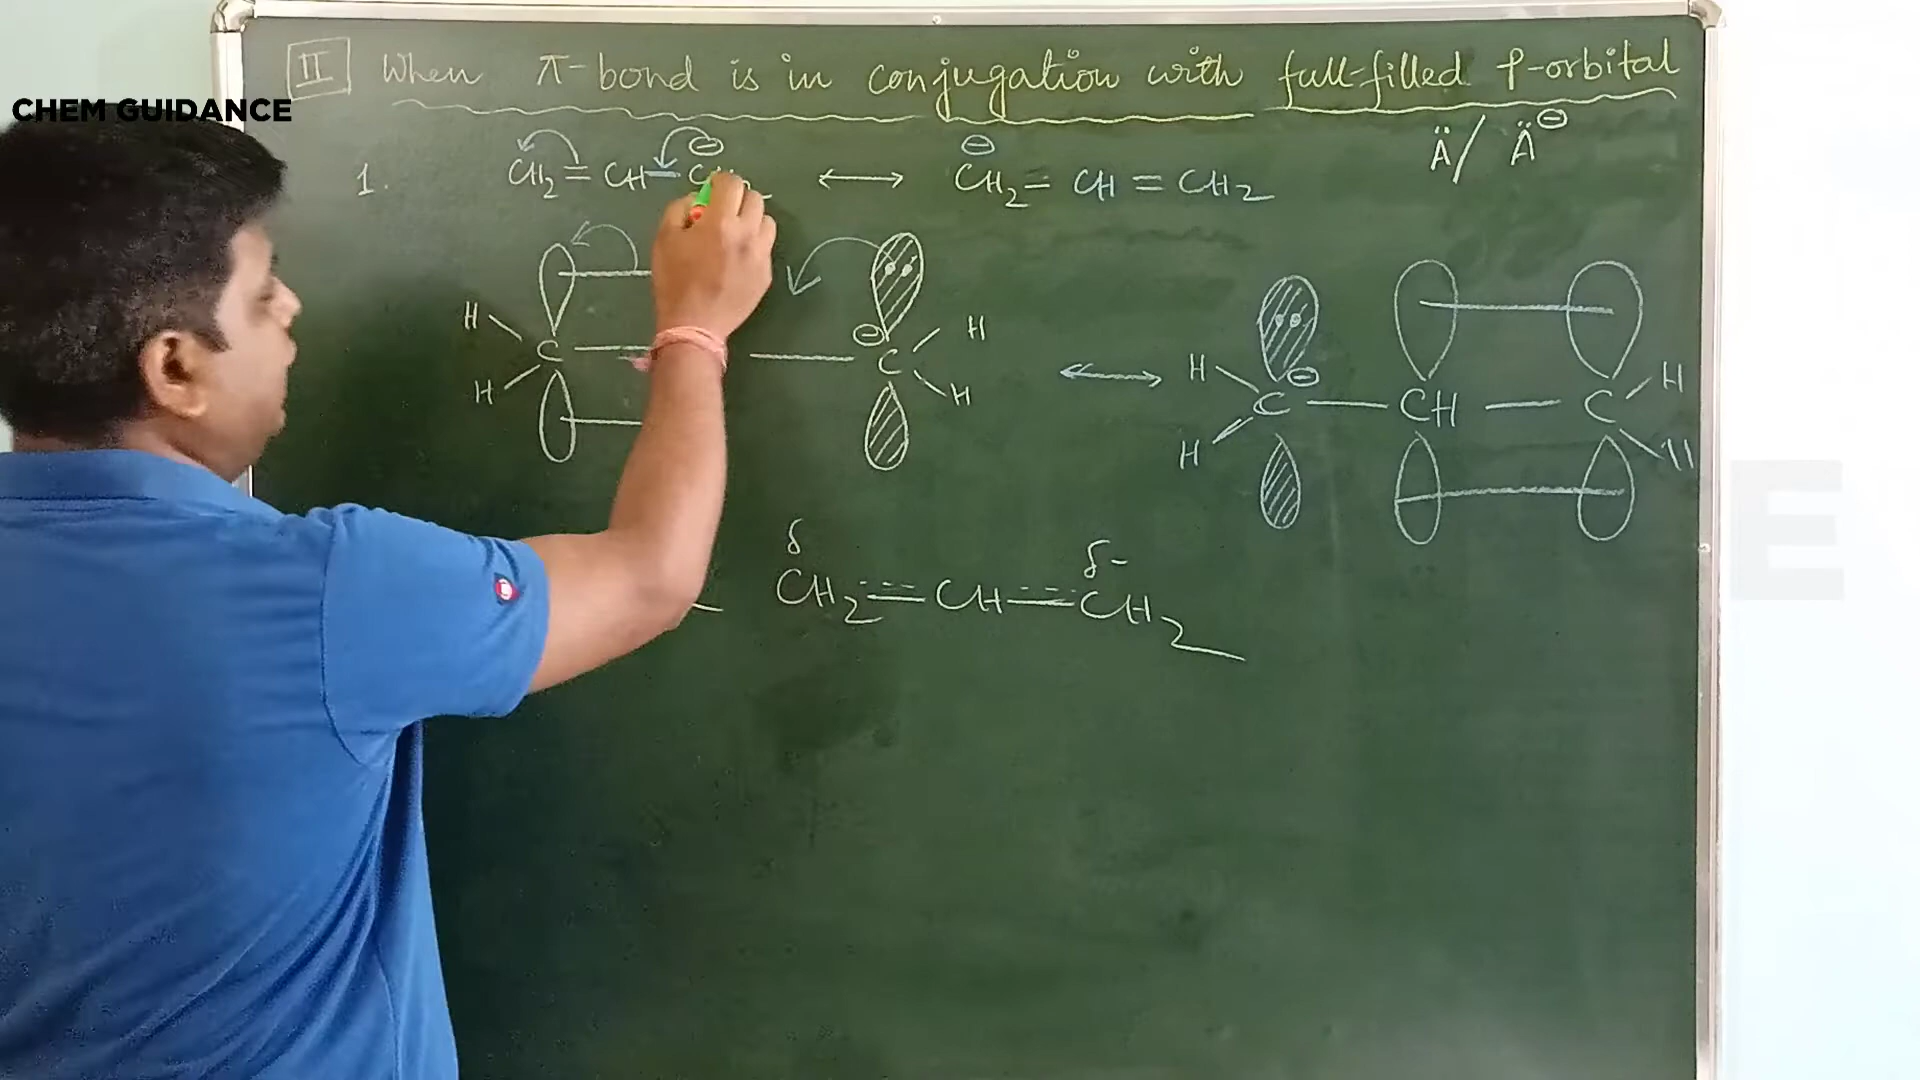 II When π-bond is in conjugation with full-filled P-orbital
CHEM GUIDANCE
Ä/ Ä⊖
1. CH2=CH-CH2⊖ ⟷ ⊖CH2-CH=CH2
H C ⊖ C H
H H
⟷
H C ⊖ — CH — C H
H H
δ δ-
CH2=CH=CH2
E